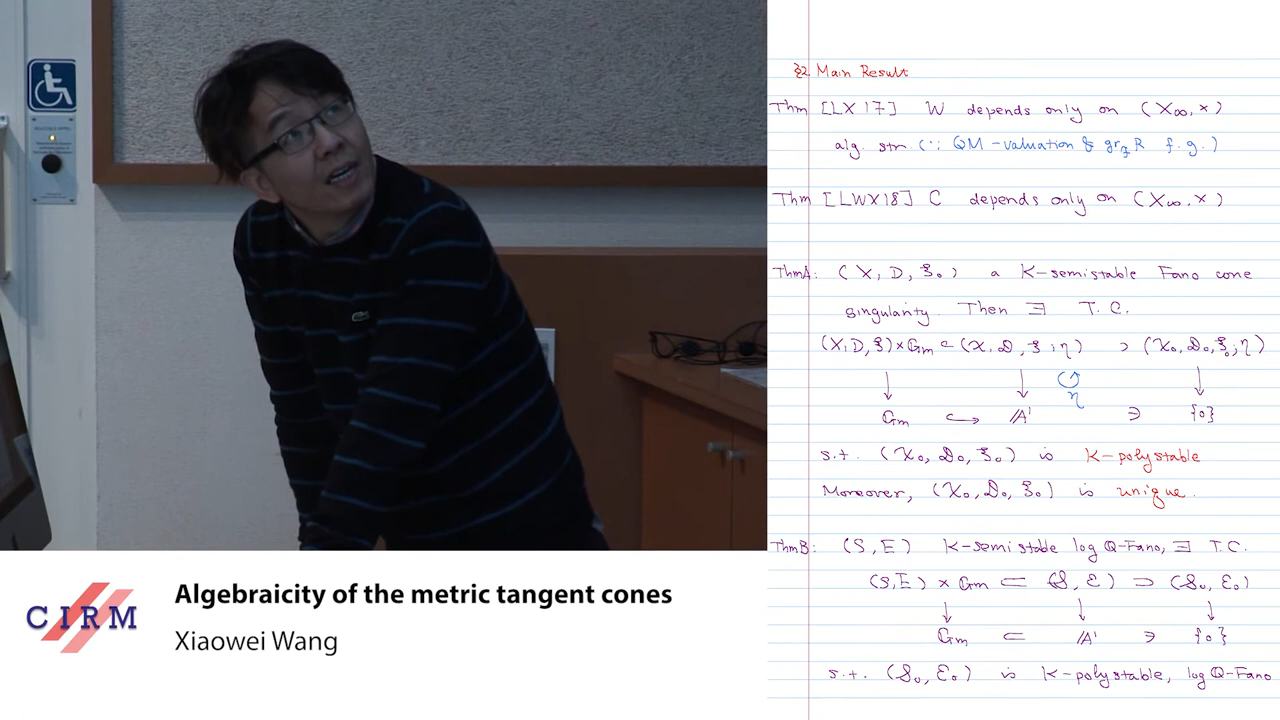 §2 Main Result
Thm [LX17] W depends only on (X∞, x)
alg str (∵ QM-valuation & gr_ξ R f.g.)
Thm [LWX18] C depends only on (X∞, x)
ThmA: (X, D, ξ₀) a K-semistable Fano cone
singularity. Then ∃ T.C.
(X, D, ξ) × 𝔾m ⊂ (𝒳, 𝒟, ξ; η) ⊃ (𝒳₀, 𝒟₀, ξ₀; η)
↓ ↓ ↻ ↓
η
𝔾m ↪ 𝔸¹ ∋ {0}
s.t. (𝒳₀, 𝒟₀, ξ₀) is K-polystable
Moreover, (𝒳₀, 𝒟₀, ξ₀) is unique.
ThmB: (S, E) K-semistable log Q-Fano, ∃ T.C.
(S, E) × 𝔾m ⊂ (𝒮, ℰ) ⊃ (𝒮₀, ℰ₀)
↓ ↓ ↓
𝔾m ⊂ 𝔸¹ ∋ {0}
s.t. (𝒮₀, ℰ₀) is K-polystable, log Q-Fano
CIRM
Algebraicity of the metric tangent cones
Xiaowei Wang